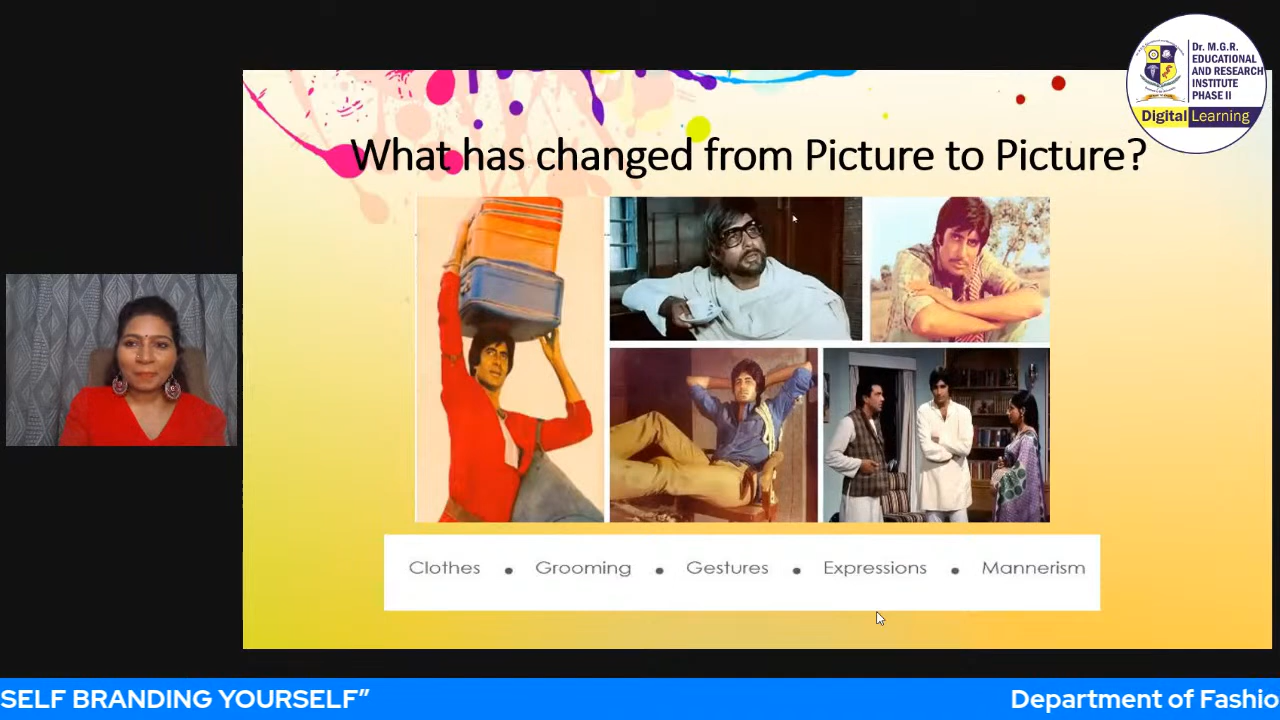 Dr. M.G.R.
EDUCATIONAL
AND RESEARCH
INSTITUTE
PHASE II
Digital Learning
What has changed from Picture to Picture?
Clothes • Grooming • Gestures • Expressions • Mannerism
SELF BRANDING YOURSELF” Department of Fashio